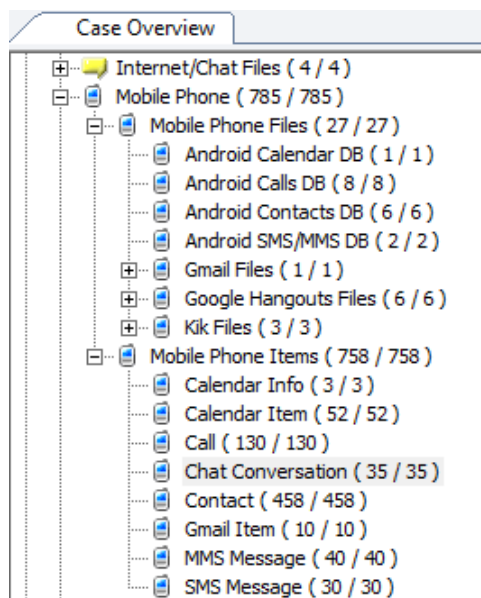 Case Overview
Internet/Chat Files ( 4 / 4 )
Mobile Phone ( 785 / 785 )
Mobile Phone Files ( 27 / 27 )
Android Calendar DB ( 1 / 1 )
Android Calls DB ( 8 / 8 )
Android Contacts DB ( 6 / 6 )
Android SMS/MMS DB ( 2 / 2 )
Gmail Files ( 1 / 1 )
Google Hangouts Files ( 6 / 6 )
Kik Files ( 3 / 3 )
Mobile Phone Items ( 758 / 758 )
Calendar Info ( 3 / 3 )
Calendar Item ( 52 / 52 )
Call ( 130 / 130 )
Chat Conversation ( 35 / 35 )
Contact ( 458 / 458 )
Gmail Item ( 10 / 10 )
MMS Message ( 40 / 40 )
SMS Message ( 30 / 30 )